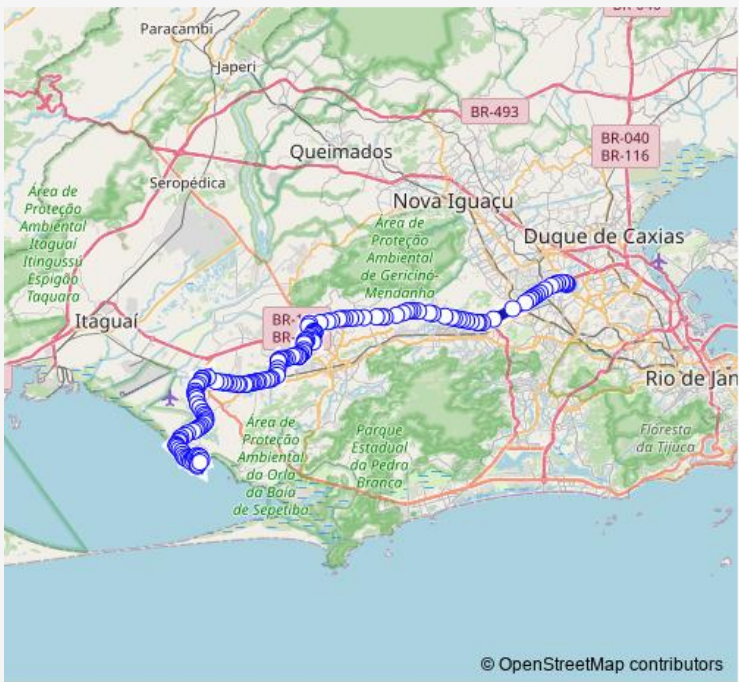 Paracambi
Japeri
BR-493
BR-040
BR-116
Queimados
Seropédica
Nova Iguaçu
Área de
Proteção
Ambiental
Itaguaí
Itingussú
Espigão
Taquara
Área de
Proteção
Ambiental
de Gericinó-
Mendanha
Duque de Caxias
Itaguaí
Rio de Jan
Área de
Proteção
Ambiental
da Orla
da Baía
de Sepetiba
Parque
Estadual
da Pedra
Branca
Floresta
da Tijuca
© OpenStreetMap contributors